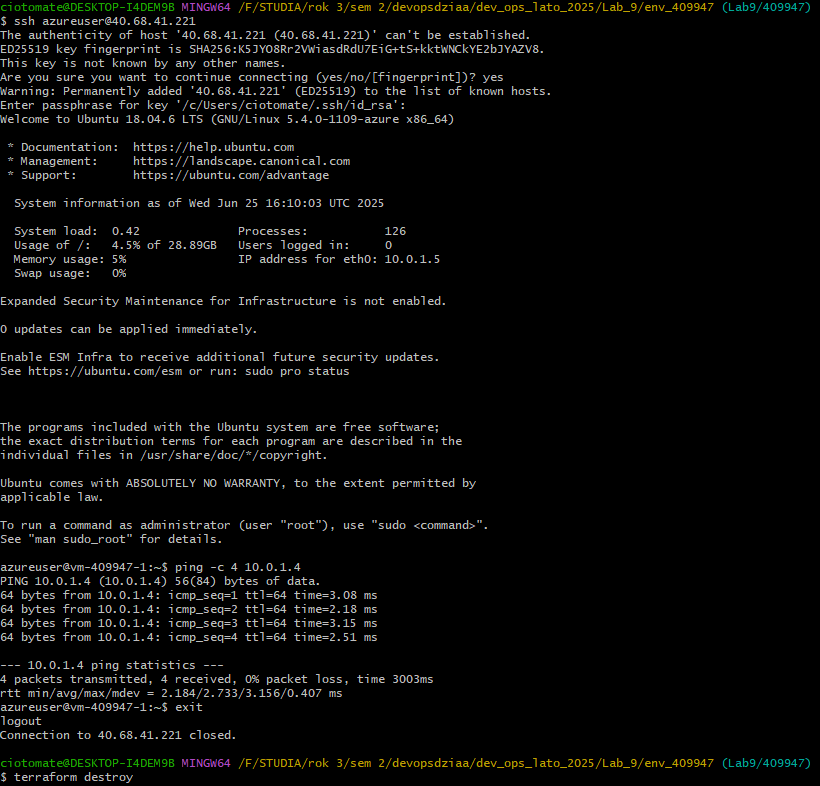 ciotomate@DESKTOP-I4DEM9B MINGW64 /F/STUDIA/rok 3/sem 2/devopsdziaa/dev_ops_lato_2025/Lab_9/env_409947 (Lab9/409947)
$ ssh azureuser@40.68.41.221
The authenticity of host '40.68.41.221 (40.68.41.221)' can't be established.
ED25519 key fingerprint is SHA256:K5JYO8Rr2VWiasdRdU7EiG+tS+kktWNCkYE2bJYAZV8.
This key is not known by any other names.
Are you sure you want to continue connecting (yes/no/[fingerprint])? yes
Warning: Permanently added '40.68.41.221' (ED25519) to the list of known hosts.
Enter passphrase for key '/c/Users/ciotomate/.ssh/id_rsa':
Welcome to Ubuntu 18.04.6 LTS (GNU/Linux 5.4.0-1109-azure x86_64)

 * Documentation:  https://help.ubuntu.com
 * Management:     https://landscape.canonical.com
 * Support:        https://ubuntu.com/advantage

  System information as of Wed Jun 25 16:10:03 UTC 2025

  System load:  0.42              Processes:           126
  Usage of /:   4.5% of 28.89GB   Users logged in:     0
  Memory usage: 5%                IP address for eth0: 10.0.1.5
  Swap usage:   0%

Expanded Security Maintenance for Infrastructure is not enabled.

0 updates can be applied immediately.

Enable ESM Infra to receive additional future security updates.
See https://ubuntu.com/esm or run: sudo pro status

The programs included with the Ubuntu system are free software;
the exact distribution terms for each program are described in the
individual files in /usr/share/doc/*/copyright.

Ubuntu comes with ABSOLUTELY NO WARRANTY, to the extent permitted by
applicable law.

To run a command as administrator (user "root"), use "sudo <command>".
See "man sudo_root" for details.

azureuser@vm-409947-1:~$ ping -c 4 10.0.1.4
PING 10.0.1.4 (10.0.1.4) 56(84) bytes of data.
64 bytes from 10.0.1.4: icmp_seq=1 ttl=64 time=3.08 ms
64 bytes from 10.0.1.4: icmp_seq=2 ttl=64 time=2.18 ms
64 bytes from 10.0.1.4: icmp_seq=3 ttl=64 time=3.15 ms
64 bytes from 10.0.1.4: icmp_seq=4 ttl=64 time=2.51 ms

--- 10.0.1.4 ping statistics ---
4 packets transmitted, 4 received, 0% packet loss, time 3003ms
rtt min/avg/max/mdev = 2.184/2.733/3.156/0.407 ms
azureuser@vm-409947-1:~$ exit
logout
Connection to 40.68.41.221 closed.

ciotomate@DESKTOP-I4DEM9B MINGW64 /F/STUDIA/rok 3/sem 2/devopsdziaa/dev_ops_lato_2025/Lab_9/env_409947 (Lab9/409947)
$ terraform destroy